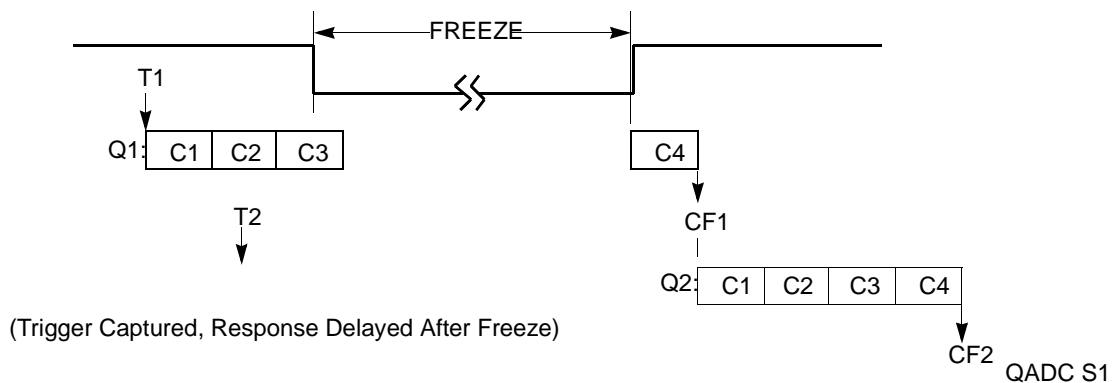 FREEZE
T1
Q1: C1 C2 C3 C4
T2
CF1
Q2: C1 C2 C3 C4
(Trigger Captured, Response Delayed After Freeze)
CF2
QADC S1